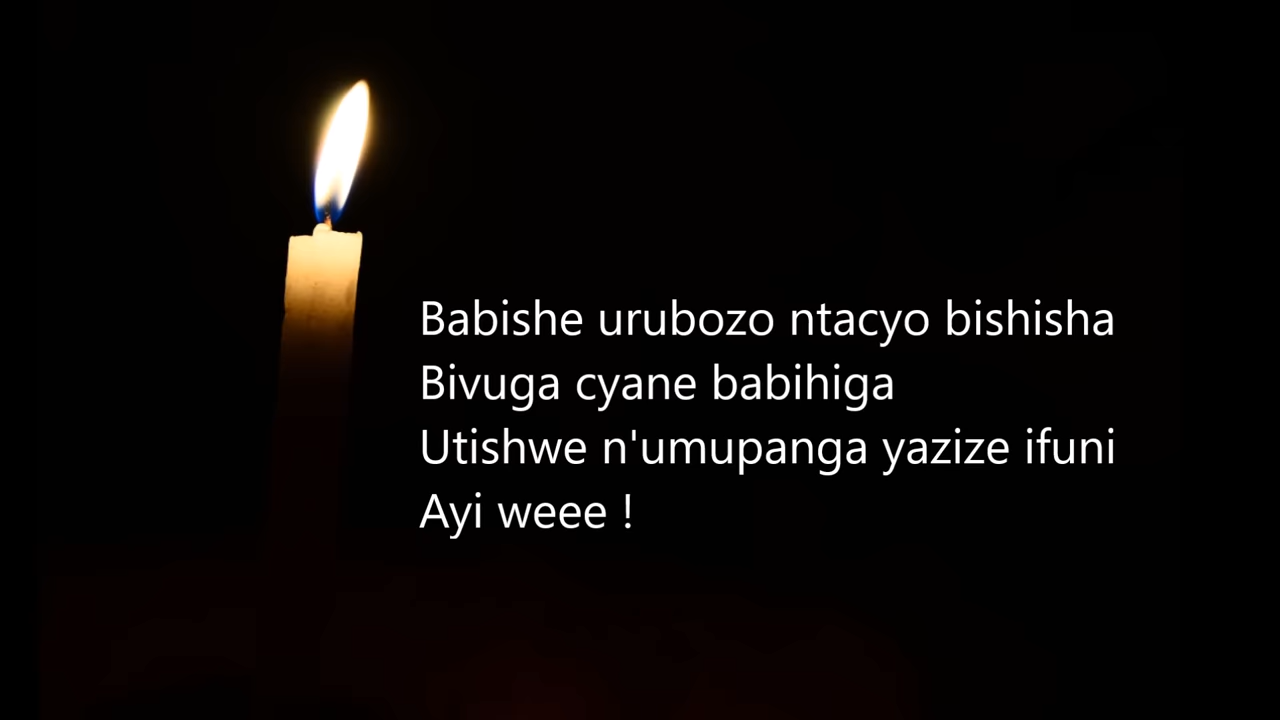 Babishe urubozo ntacyo bishisha
Bivuga cyane babihiga
Utishwe n'umupanga yazize ifuni
Ayi weee !